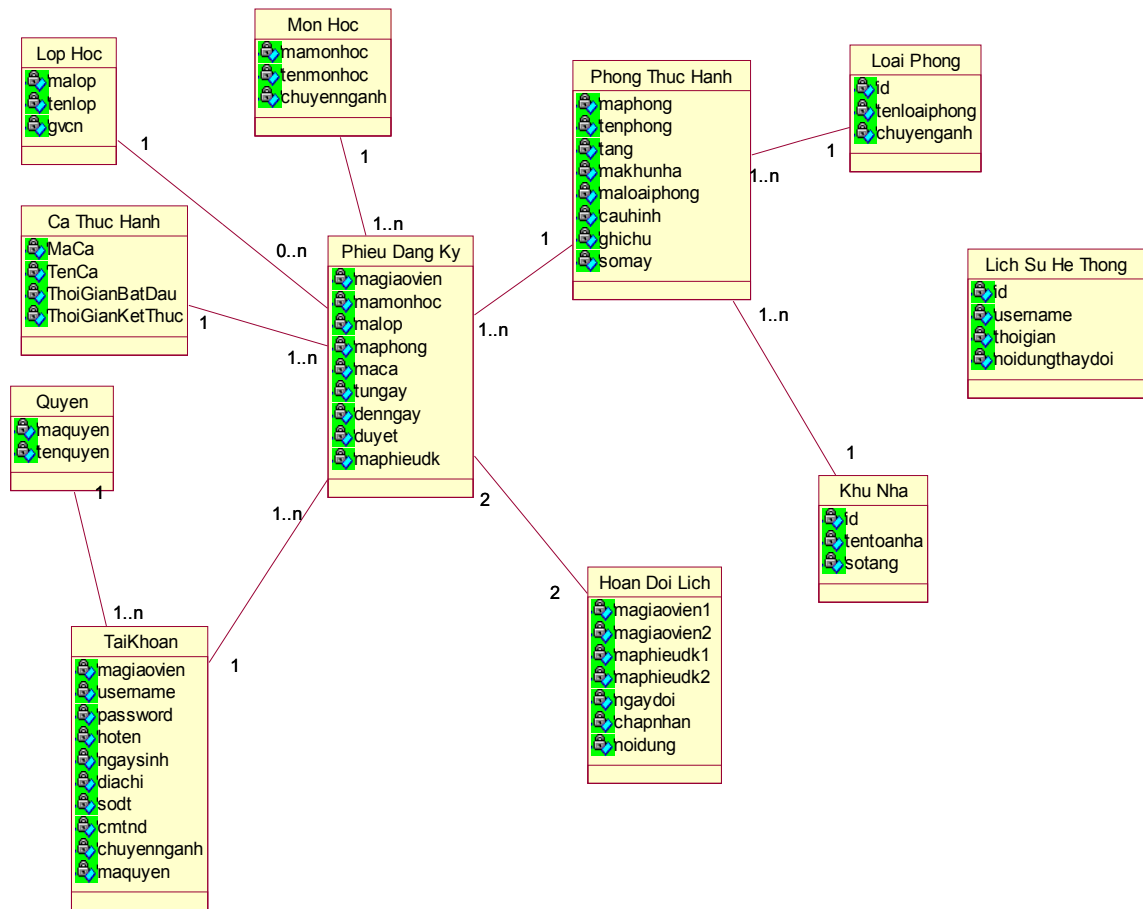 Lop Hoc
malop
tenlop
gvcn
Mon Hoc
mamonhoc
tenmonhoc
chuyennganh
Phong Thuc Hanh
maphong
tenphong
tang
makhunha
maloaiphong
cauhinh
ghichu
somay
Loai Phong
id
tenloaiphong
chuyenganh
Ca Thuc Hanh
MaCa
TenCa
ThoiGianBatDau
ThoiGianKetThuc
Phieu Dang Ky
magiaovien
mamonhoc
malop
maphong
maca
tungay
denngay
duyet
maphieudk
Lich Su He Thong
id
username
thoigian
noidungthaydoi
Quyen
maquyen
tenquyen
Khu Nha
id
tentoanha
sotang
Hoan Doi Lich
magiaovien1
magiaovien2
maphieudk1
maphieudk2
ngaydoi
chapnhan
noidung
TaiKhoan
magiaovien
username
password
hoten
ngaysinh
diachi
sodt
cmtnd
chuyennganh
maquyen
1
0..n
1
1..n
1
1..n
1
1..n
1..n
1
1..n
1
1
1..n
1..n
1
2
2